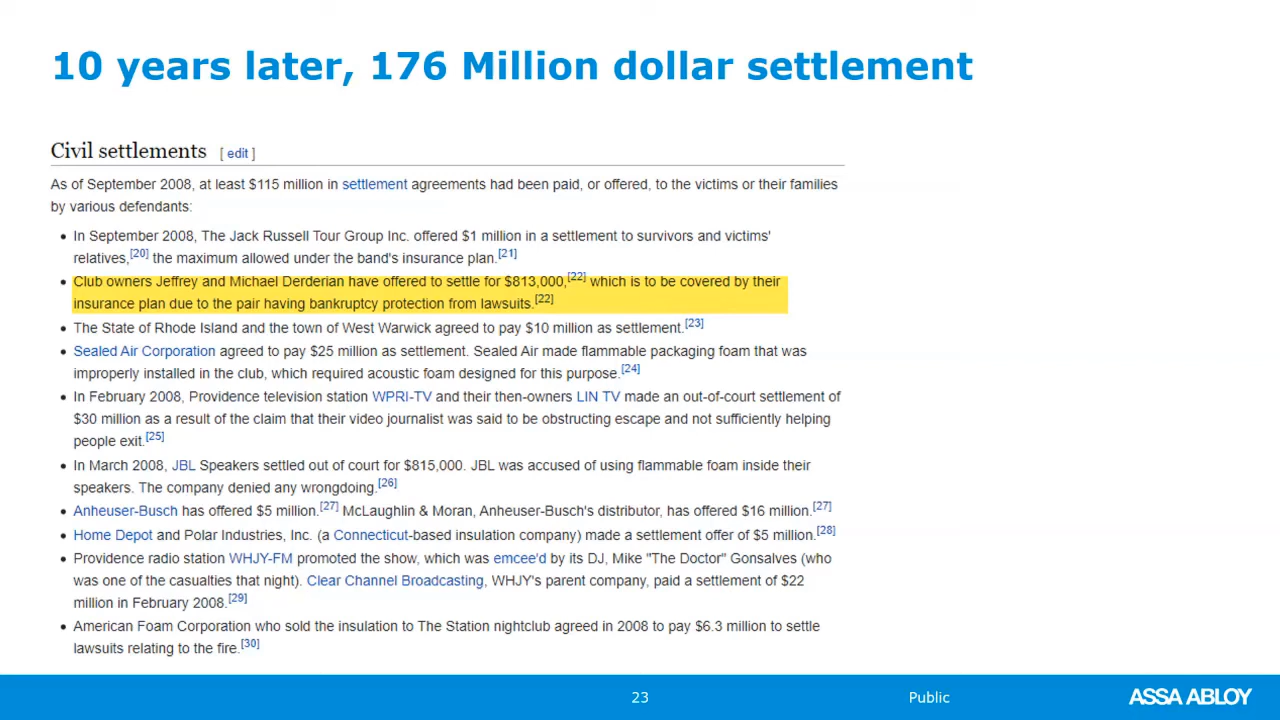 10 years later, 176 Million dollar settlement
Civil settlements [ edit ]
As of September 2008, at least $115 million in settlement agreements had been paid, or offered, to the victims or their families
by various defendants:
• In September 2008, The Jack Russell Tour Group Inc. offered $1 million in a settlement to survivors and victims'
relatives,[20] the maximum allowed under the band's insurance plan.[21]
• Club owners Jeffrey and Michael Derderian have offered to settle for $813,000,[22] which is to be covered by their
insurance plan due to the pair having bankruptcy protection from lawsuits.[22]
• The State of Rhode Island and the town of West Warwick agreed to pay $10 million as settlement.[23]
• Sealed Air Corporation agreed to pay $25 million as settlement. Sealed Air made flammable packaging foam that was
improperly installed in the club, which required acoustic foam designed for this purpose.[24]
• In February 2008, Providence television station WPRI-TV and their then-owners LIN TV made an out-of-court settlement of
$30 million as a result of the claim that their video journalist was said to be obstructing escape and not sufficiently helping
people exit.[25]
• In March 2008, JBL Speakers settled out of court for $815,000. JBL was accused of using flammable foam inside their
speakers. The company denied any wrongdoing.[26]
• Anheuser-Busch has offered $5 million.[27] McLaughlin & Moran, Anheuser-Busch's distributor, has offered $16 million.[27]
• Home Depot and Polar Industries, Inc. (a Connecticut-based insulation company) made a settlement offer of $5 million.[28]
• Providence radio station WHJY-FM promoted the show, which was emcee'd by its DJ, Mike "The Doctor" Gonsalves (who
was one of the casualties that night). Clear Channel Broadcasting, WHJY's parent company, paid a settlement of $22
million in February 2008.[29]
• American Foam Corporation who sold the insulation to The Station nightclub agreed in 2008 to pay $6.3 million to settle
lawsuits relating to the fire.[30]
23
Public
ASSA ABLOY